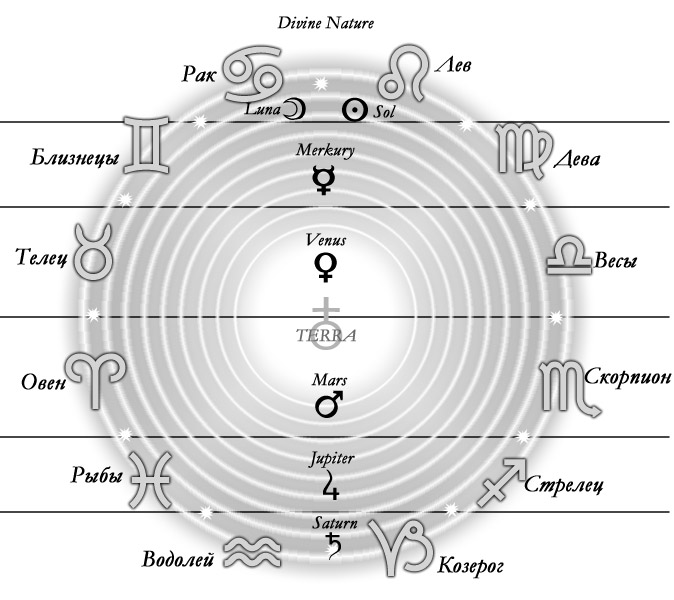 Divine Nature
Рак
Лев
Luna
Sol
Близнецы
Merkury
Дева
Телец
Venus
Весы
TERRA
Овен
Mars
Скорпион
Рыбы
Jupiter
Стрелец
Saturn
Водолей
Козерог